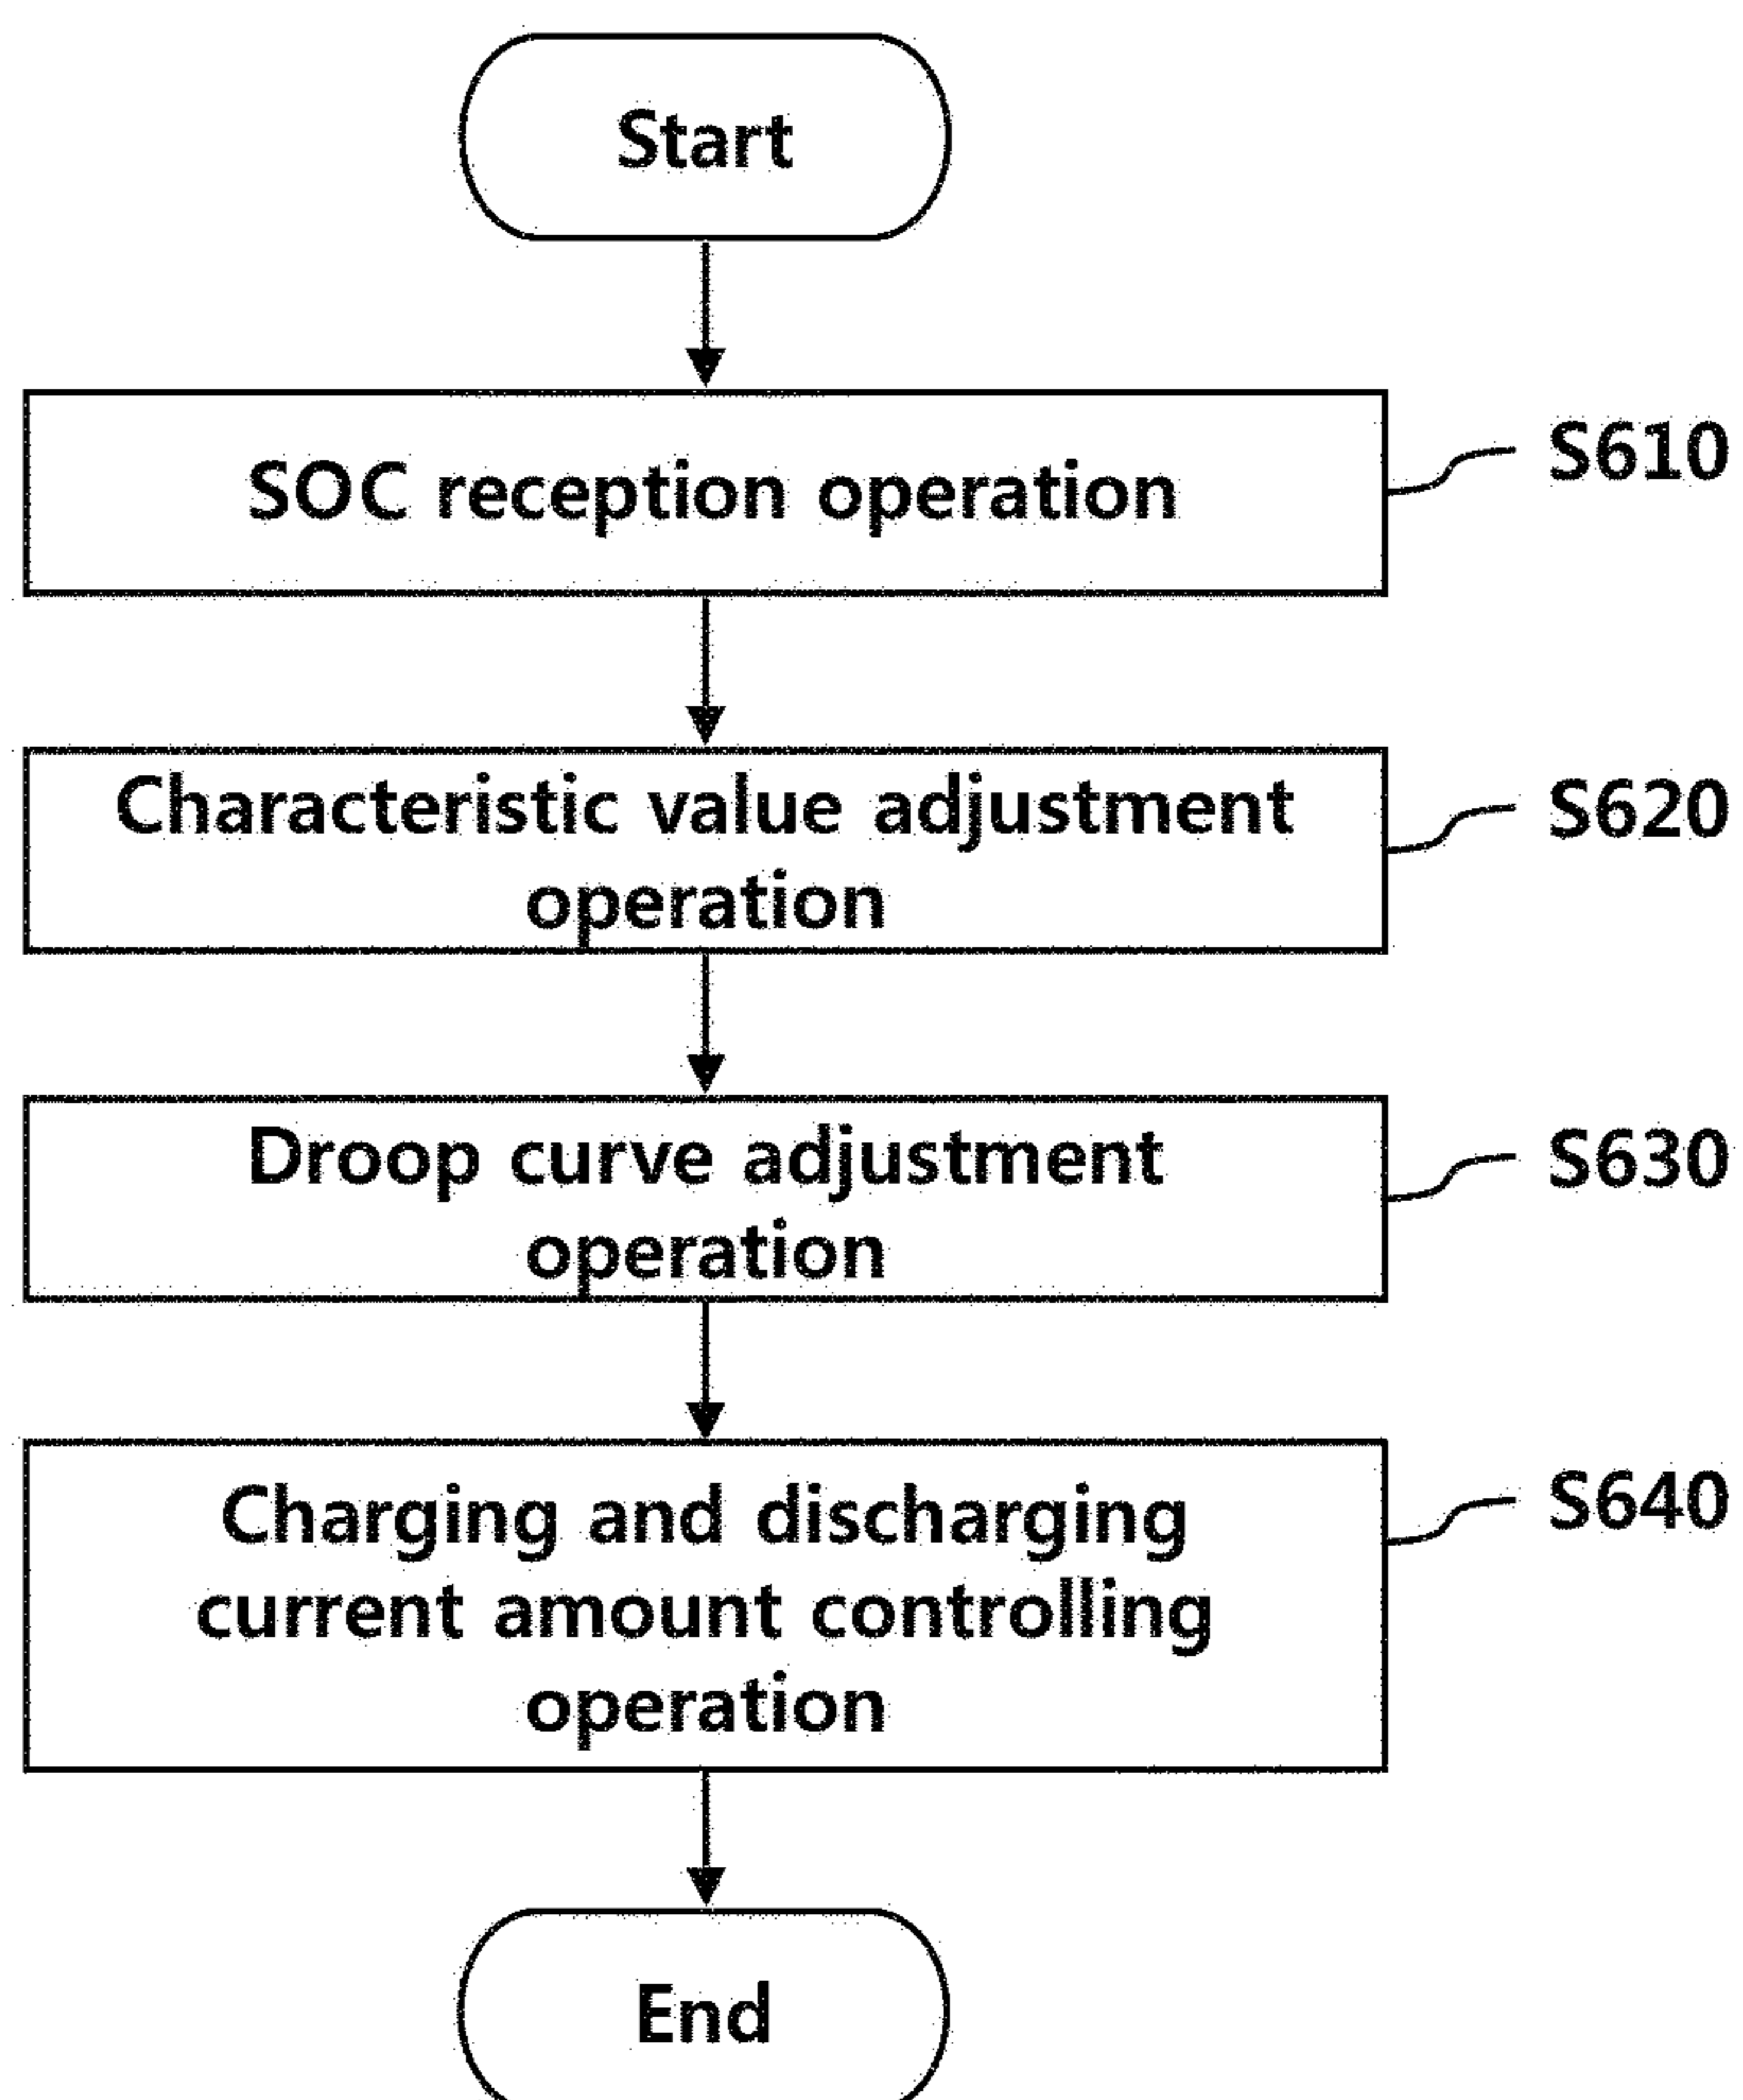 Start
SOC reception operation
S610
Characteristic value adjustment
operation
S620
Droop curve adjustment
operation
S630
Charging and discharging
current amount controlling
operation
S640
End